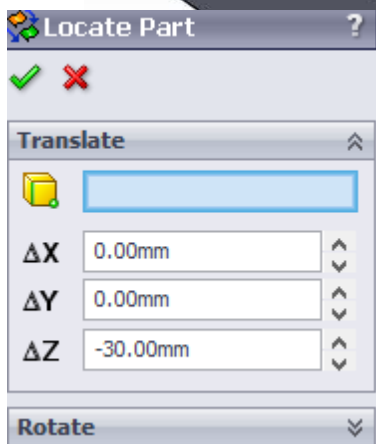 Locate Part ?
Translate
ΔX 0.00mm
ΔY 0.00mm
ΔZ -30.00mm
Rotate